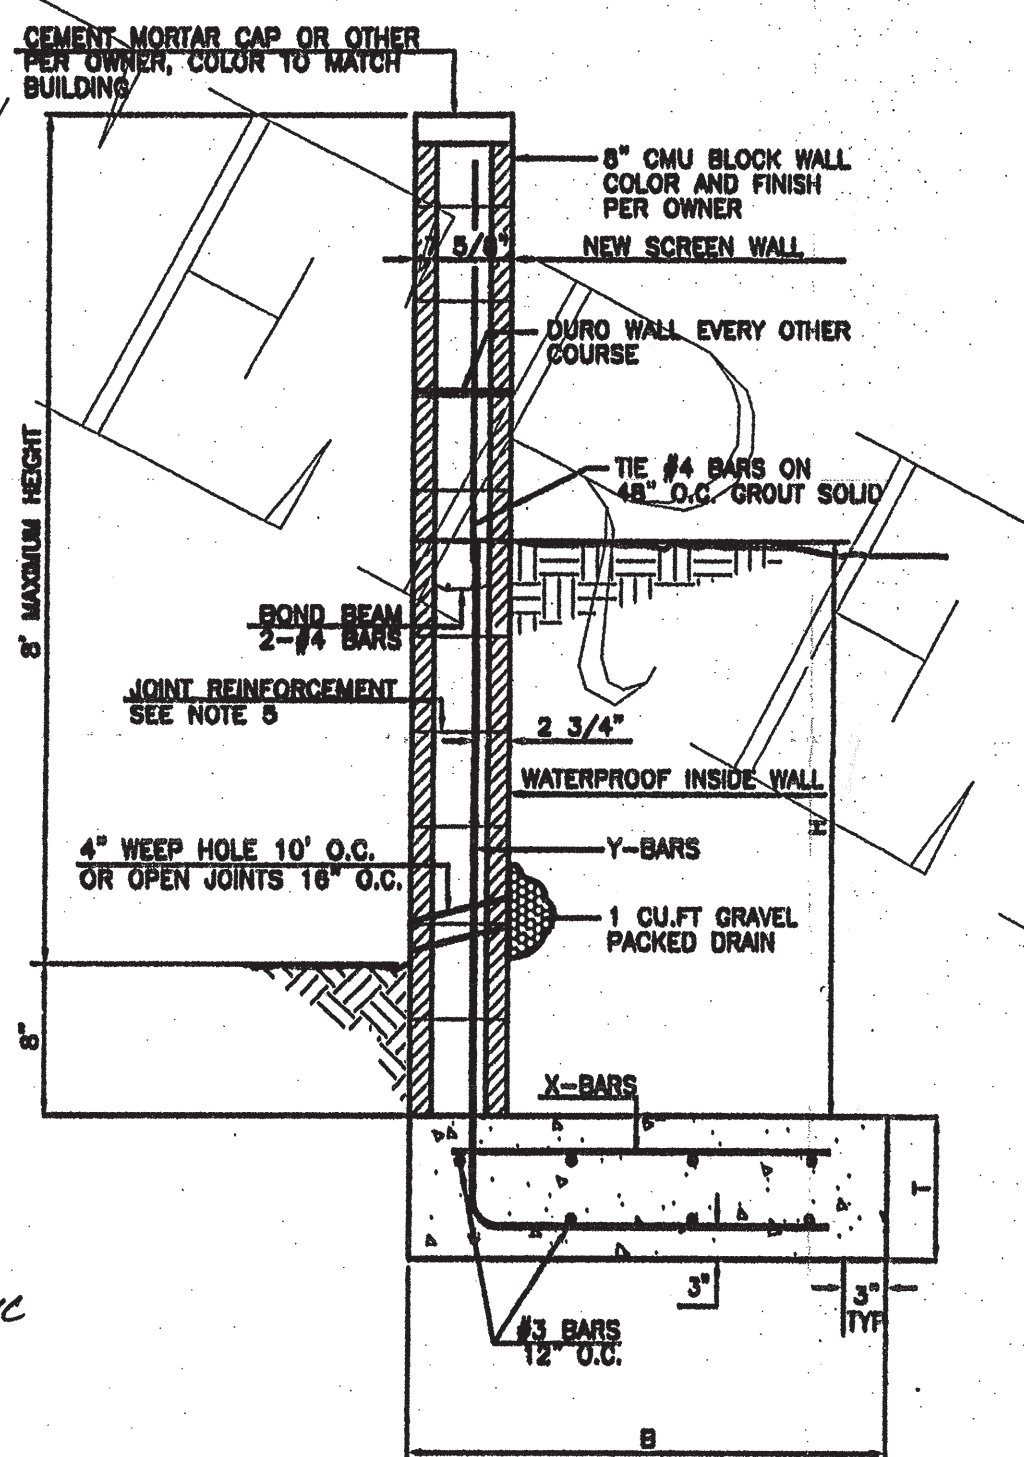 CEMENT MORTAR CAP OR OTHER
PER OWNER, COLOR TO MATCH
BUILDING
8" CMU BLOCK WALL
COLOR AND FINISH
PER OWNER
7 5/8"
NEW SCREEN WALL
DURO WALL EVERY OTHER
COURSE
TIE #4 BARS ON
48" O.C. GROUT SOLID
8' MAXIMUM HEIGHT
BOND BEAM
2-#4 BARS
JOINT REINFORCEMENT
SEE NOTE 5
2 3/4"
WATERPROOF INSIDE WALL
H
4" WEEP HOLE 10' O.C.
OR OPEN JOINTS 16" O.C.
Y-BARS
1 CU.FT GRAVEL
PACKED DRAIN
8"
X-BARS
T
3"
3"
TYP
#3 BARS
12" O.C.
B